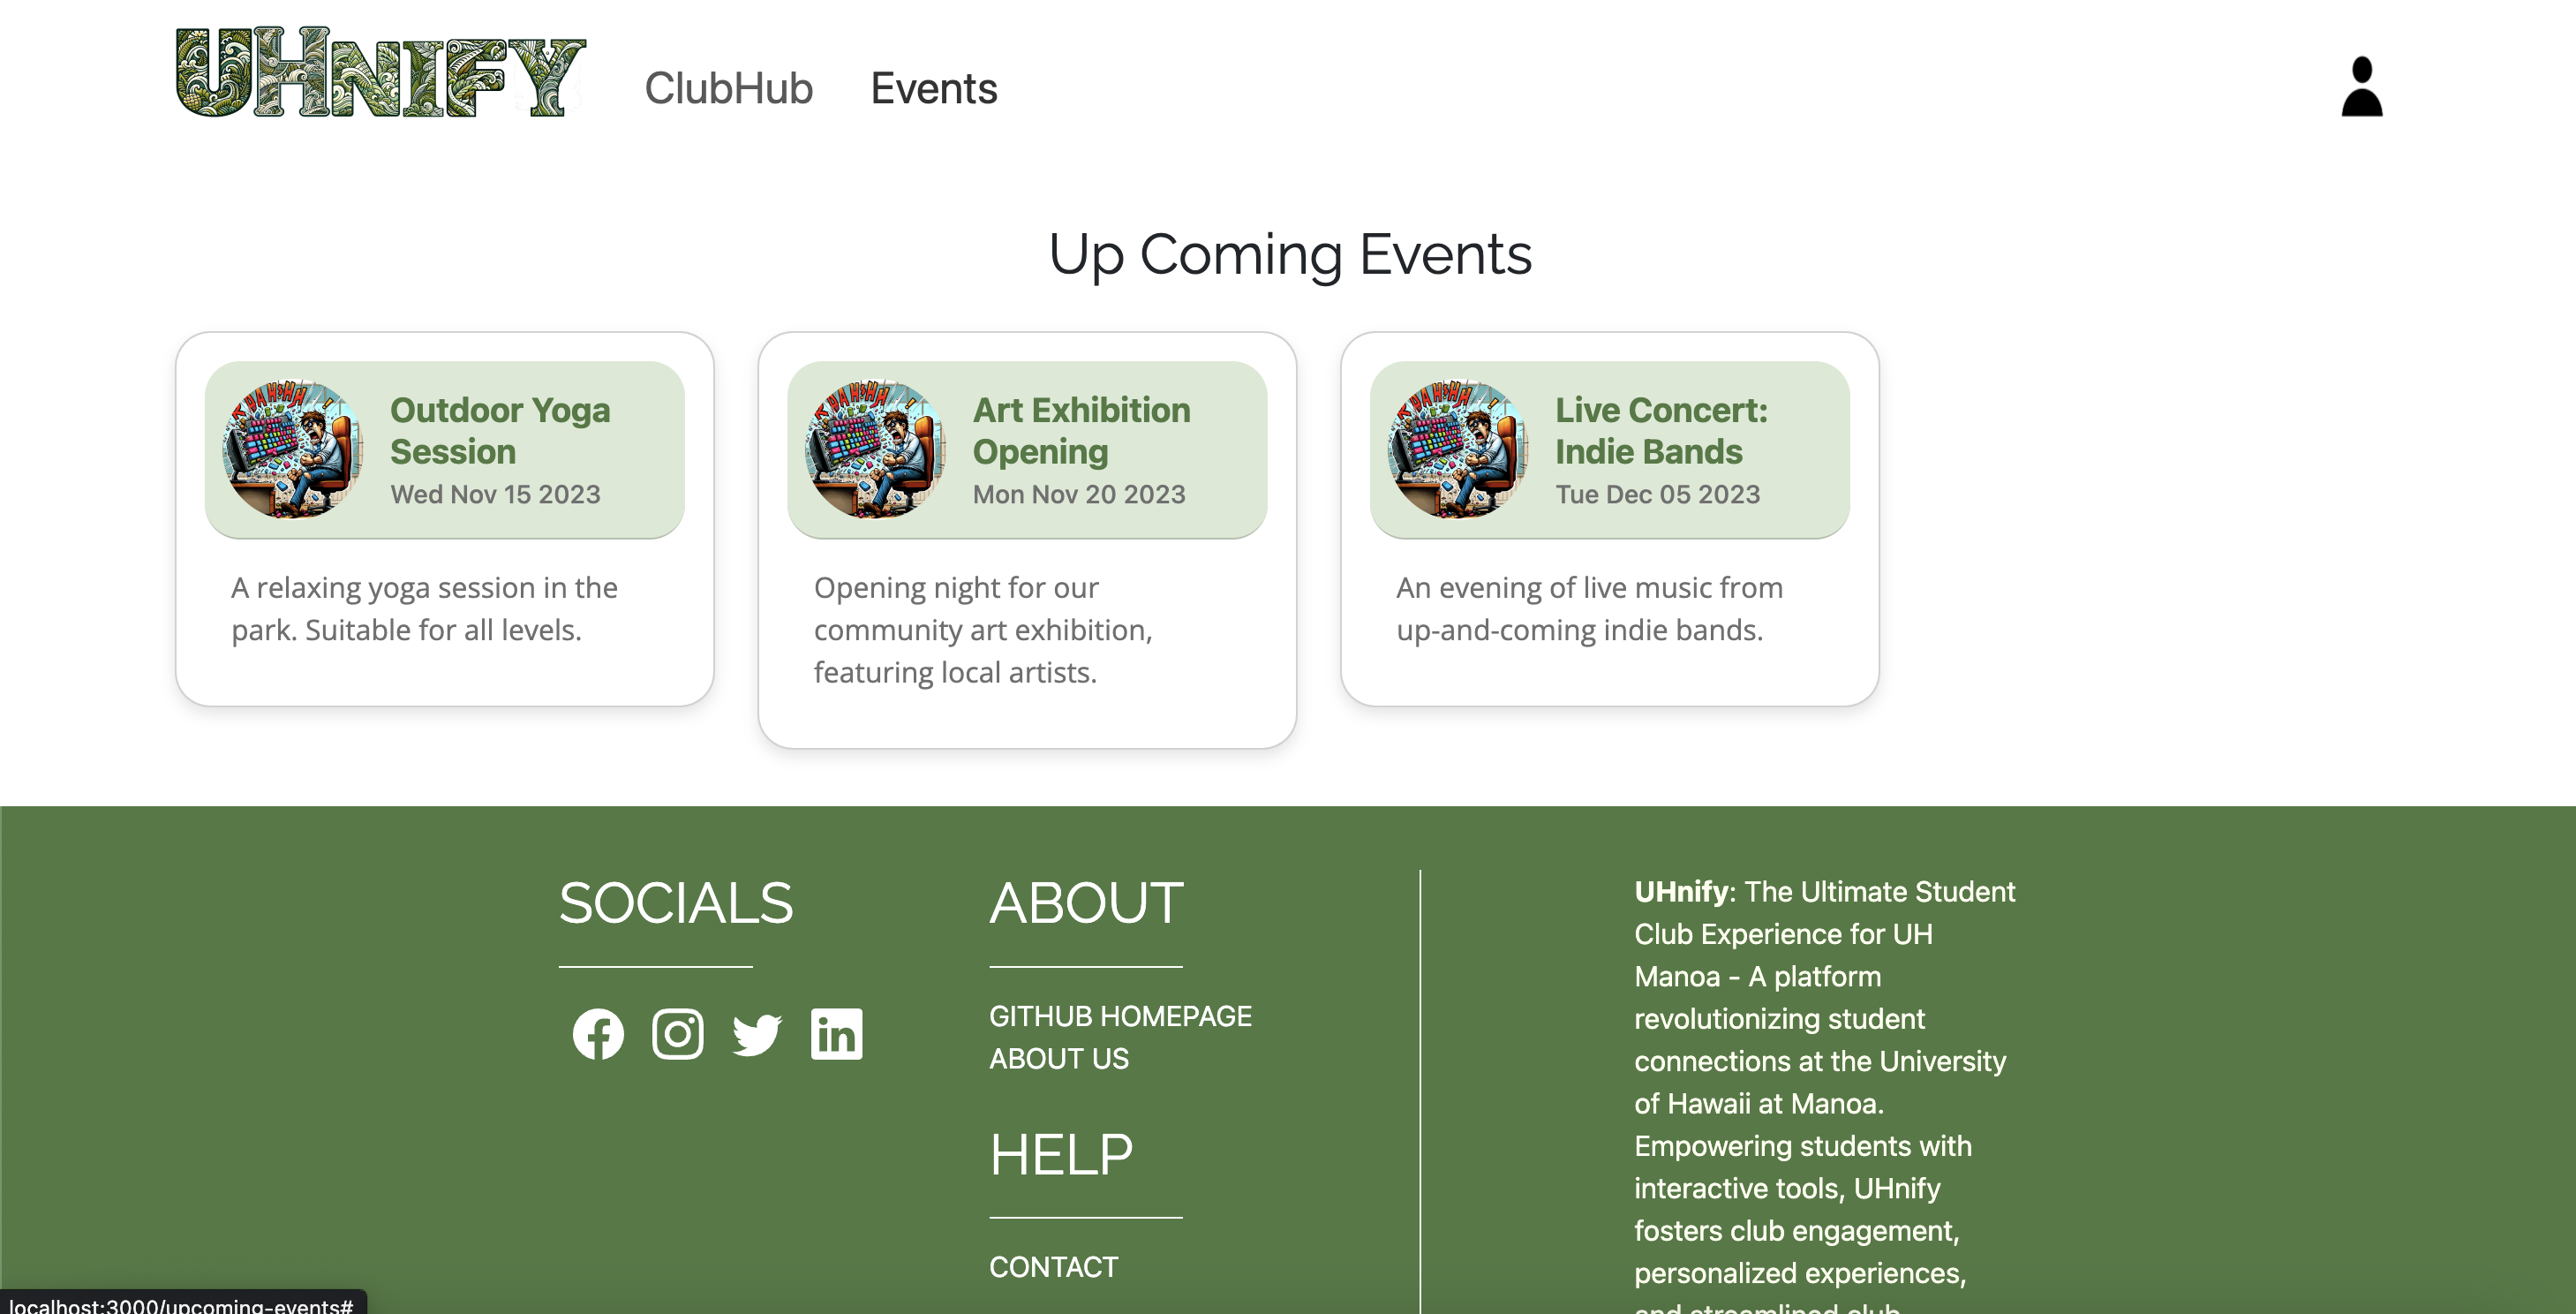 UHNIFY
ClubHub
Events
Up Coming Events
Outdoor Yoga
Session
Wed Nov 15 2023
A relaxing yoga session in the
park. Suitable for all levels.
Art Exhibition
Opening
Mon Nov 20 2023
Opening night for our
community art exhibition,
featuring local artists.
Live Concert:
Indie Bands
Tue Dec 05 2023
An evening of live music from
up-and-coming indie bands.
SOCIALS
ABOUT
GITHUB HOMEPAGE
ABOUT US
HELP
CONTACT
UHnify: The Ultimate Student
Club Experience for UH
Manoa - A platform
revolutionizing student
connections at the University
of Hawaii at Manoa.
Empowering students with
interactive tools, UHnify
fosters club engagement,
personalized experiences,
and streamlined club
localhost:3000/upcoming-events#